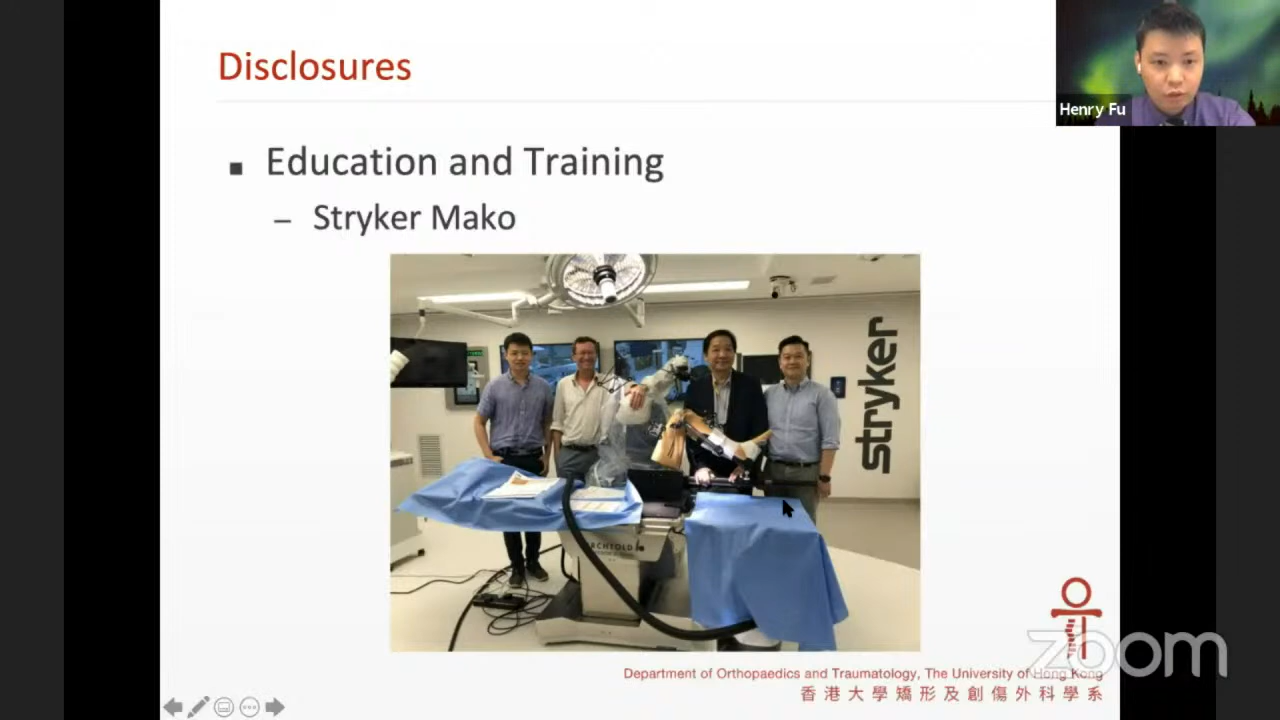 Disclosures
Henry Fu
Education and Training
– Stryker Mako
stryker
zoom
Department of Orthopaedics and Traumatology, The University of Hong Kong
香港大學矯形及創傷外科學系